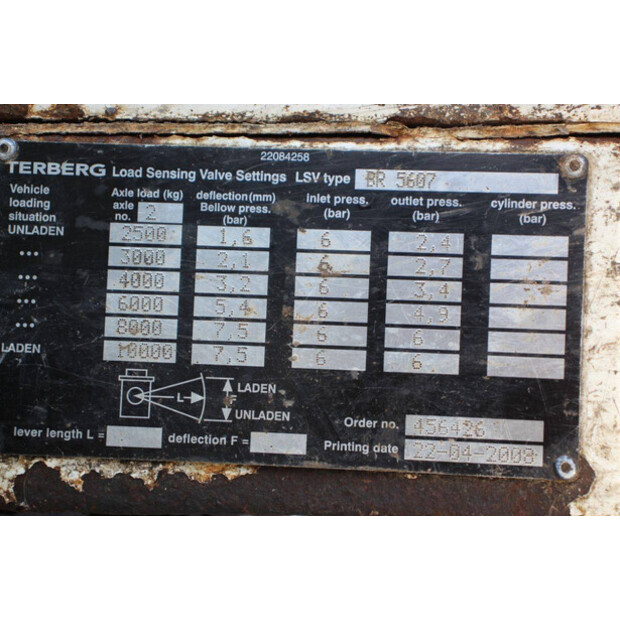 22084258
TERBERG Load Sensing Valve Settings LSV type BR 5607
Vehicle loading situation Axle load (kg) axle no. 2 deflection(mm) Bellow press. (bar) inlet press. (bar) outlet press. (bar) cylinder press. (bar)
UNLADEN 2500 1,6 6 2,4
... 3000 2,1 6 2,7
... 4000 3,2 6 3,4
... 6000 5,4 6 4,9
... 8000 7,5 6 6
LADEN 10000 7,5 6 6
L F LADEN
UNLADEN
lever length L = deflection F =
Order no. 456426
Printing date 22-04-2008